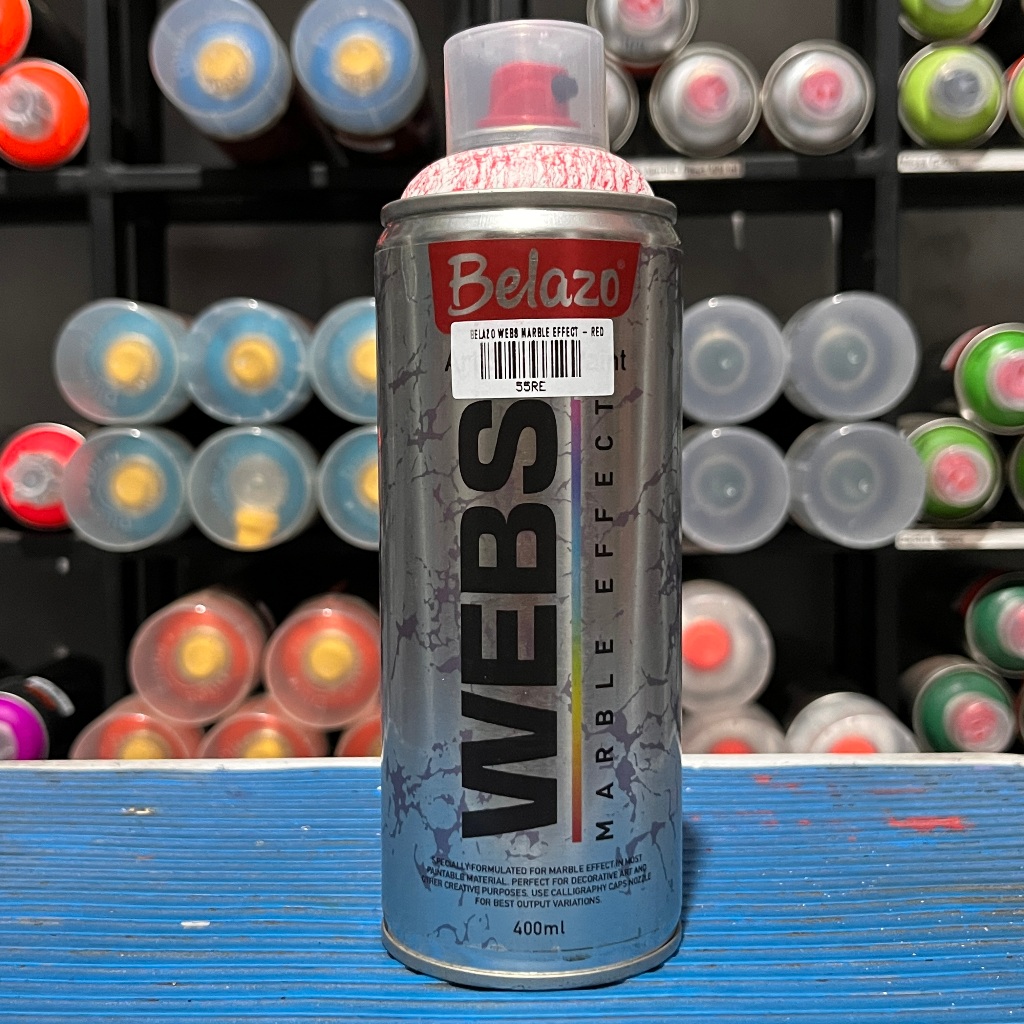 Belazo
BELAZO WEBS MARBLE EFFECT - RED
55RE
WEBS
MARBLE EFFECT
SPECIALLY FORMULATED FOR MARBLE EFFECT IN MOST
PAINTABLE MATERIAL. PERFECT FOR DECORATIVE ART AND
OTHER CREATIVE PURPOSES. USE CALLIGRAPHY CAPS NOZZLE
FOR BEST OUTPUT VARIATIONS.
400ml